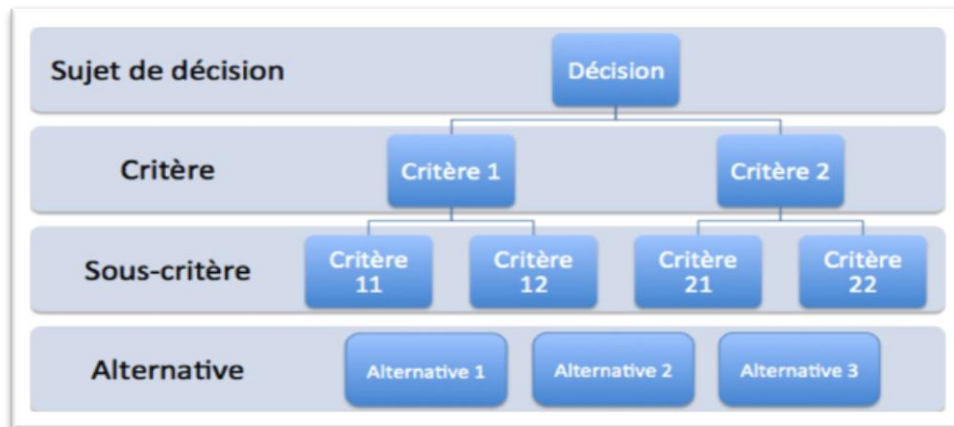 Sujet de décision
Décision
Critère
Critère 1
Critère 2
Sous-critère
Critère
11
Critère
12
Critère
21
Critère
22
Alternative
Alternative 1
Alternative 2
Alternative 3